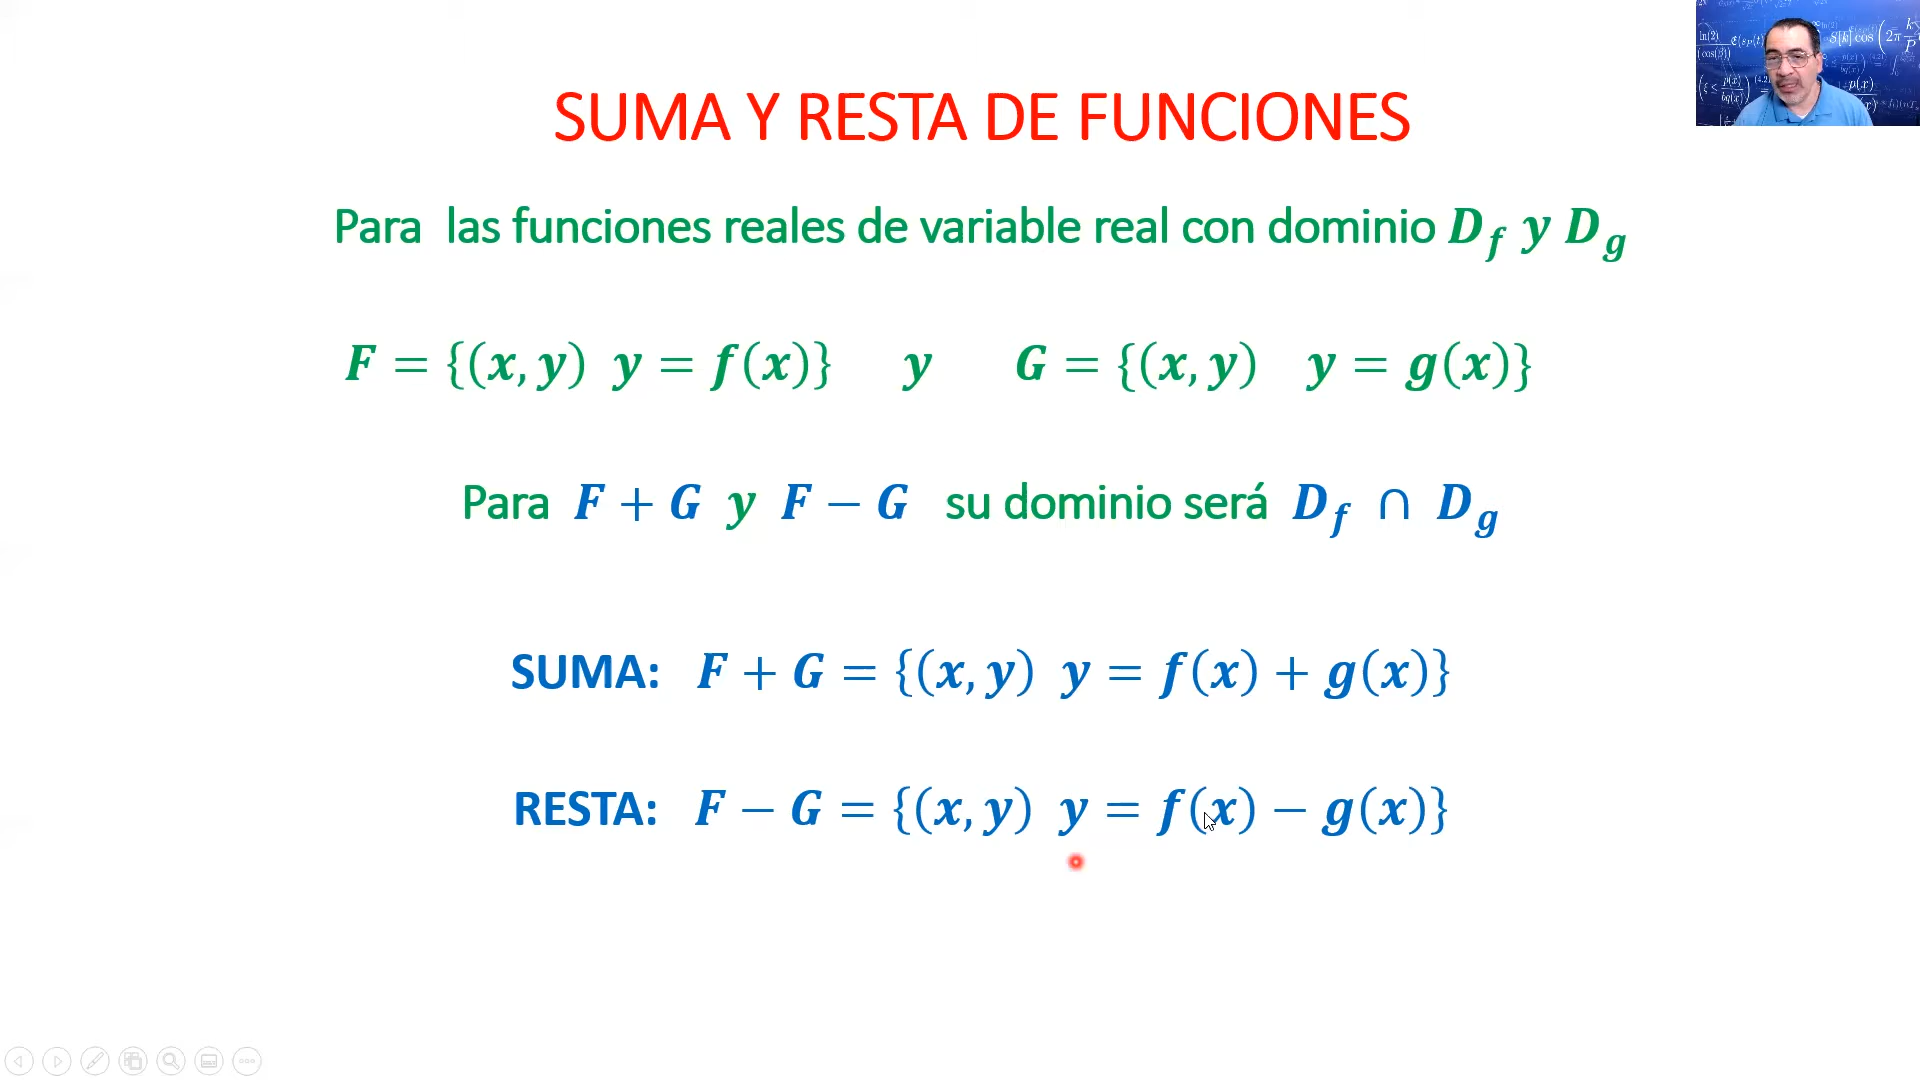 SUMA Y RESTA DE FUNCIONES
Para las funciones reales de variable real con dominio D_f y D_g
F = {(x, y) y = f(x)} y G = {(x, y) y = g(x)}
Para F + G y F − G su dominio será D_f ∩ D_g
SUMA: F + G = {(x, y) y = f(x) + g(x)}
RESTA: F − G = {(x, y) y = f(x) − g(x)}